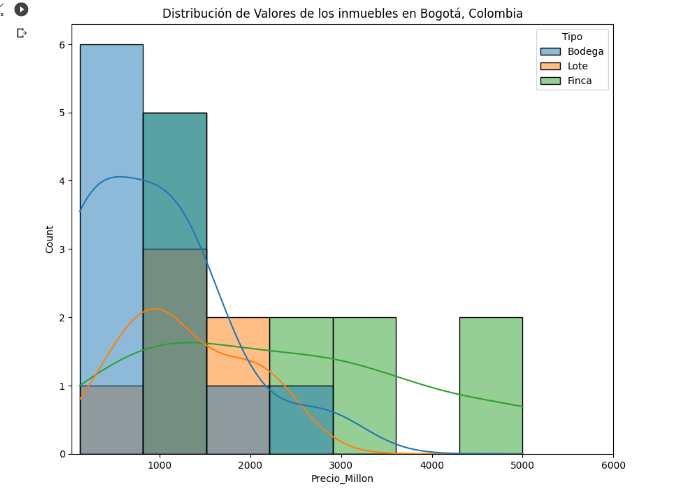 Distribución de Valores de los inmuebles en Bogotá, Colombia
Tipo
Bodega
Lote
Finca
Count
6
5
4
3
2
1
0
1000 2000 3000 4000 5000 6000
Precio_Millon